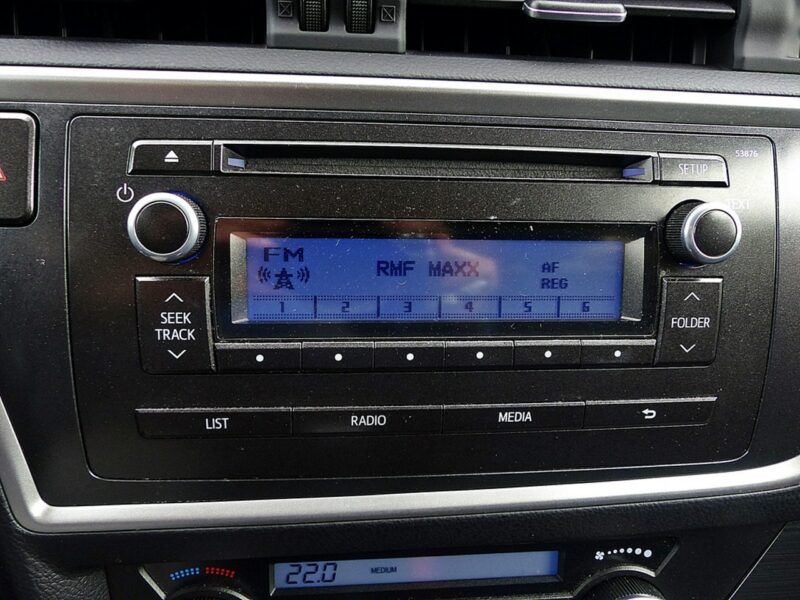 SETUP
53876
TEXT
FM
RMF MAXX
AF
REG
1 2 3 4 5 6
SEEK
TRACK
FOLDER
LIST RADIO MEDIA
22.0 MEDIUM